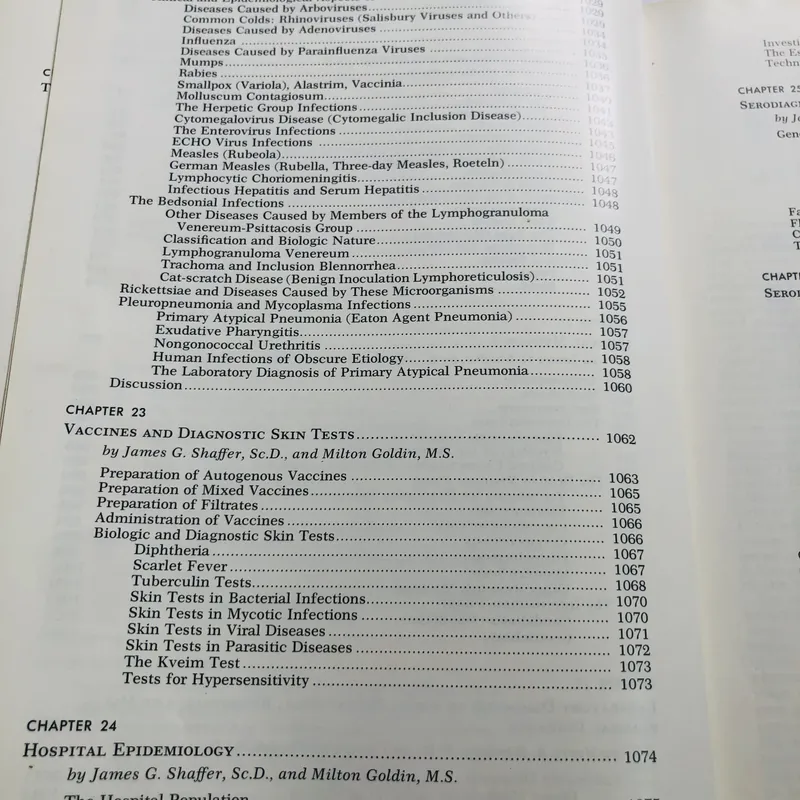 Diseases Caused by Arboviruses
Common Colds: Rhinoviruses (Salisbury Viruses and Others)
Diseases Caused by Adenoviruses
Influenza
Diseases Caused by Parainfluenza Viruses
Mumps
Rabies
Smallpox (Variola), Alastrim, Vaccinia
Molluscum Contagiosum
The Herpetic Group Infections
Cytomegalovirus Disease (Cytomegalic Inclusion Disease)
The Enterovirus Infections
ECHO Virus Infections
Measles (Rubeola) 1046
German Measles (Rubella, Three-day Measles, Roeteln) 1047
Lymphocytic Choriomeningitis 1047
Infectious Hepatitis and Serum Hepatitis 1048
The Bedsonial Infections 1048
Other Diseases Caused by Members of the Lymphogranuloma
Venereum-Psittacosis Group 1049
Classification and Biologic Nature 1050
Lymphogranuloma Venereum 1051
Trachoma and Inclusion Blennorrhea 1051
Cat-scratch Disease (Benign Inoculation Lymphoreticulosis) 1051
Rickettsiae and Diseases Caused by These Microorganisms 1052
Pleuropneumonia and Mycoplasma Infections 1055
Primary Atypical Pneumonia (Eaton Agent Pneumonia) 1056
Exudative Pharyngitis 1057
Nongonococcal Urethritis 1057
Human Infections of Obscure Etiology 1058
The Laboratory Diagnosis of Primary Atypical Pneumonia 1058
Discussion 1060
CHAPTER 23
VACCINES AND DIAGNOSTIC SKIN TESTS 1062
by James G. Shaffer, Sc.D., and Milton Goldin, M.S.
Preparation of Autogenous Vaccines 1063
Preparation of Mixed Vaccines 1065
Preparation of Filtrates 1065
Administration of Vaccines 1066
Biologic and Diagnostic Skin Tests 1066
Diphtheria 1067
Scarlet Fever 1067
Tuberculin Tests 1068
Skin Tests in Bacterial Infections 1070
Skin Tests in Mycotic Infections 1070
Skin Tests in Viral Diseases 1071
Skin Tests in Parasitic Diseases 1072
The Kveim Test 1073
Tests for Hypersensitivity 1073
CHAPTER 24
HOSPITAL EPIDEMIOLOGY 1074
by James G. Shaffer, Sc.D., and Milton Goldin, M.S.
The Hospital Population
CHAPTER 25